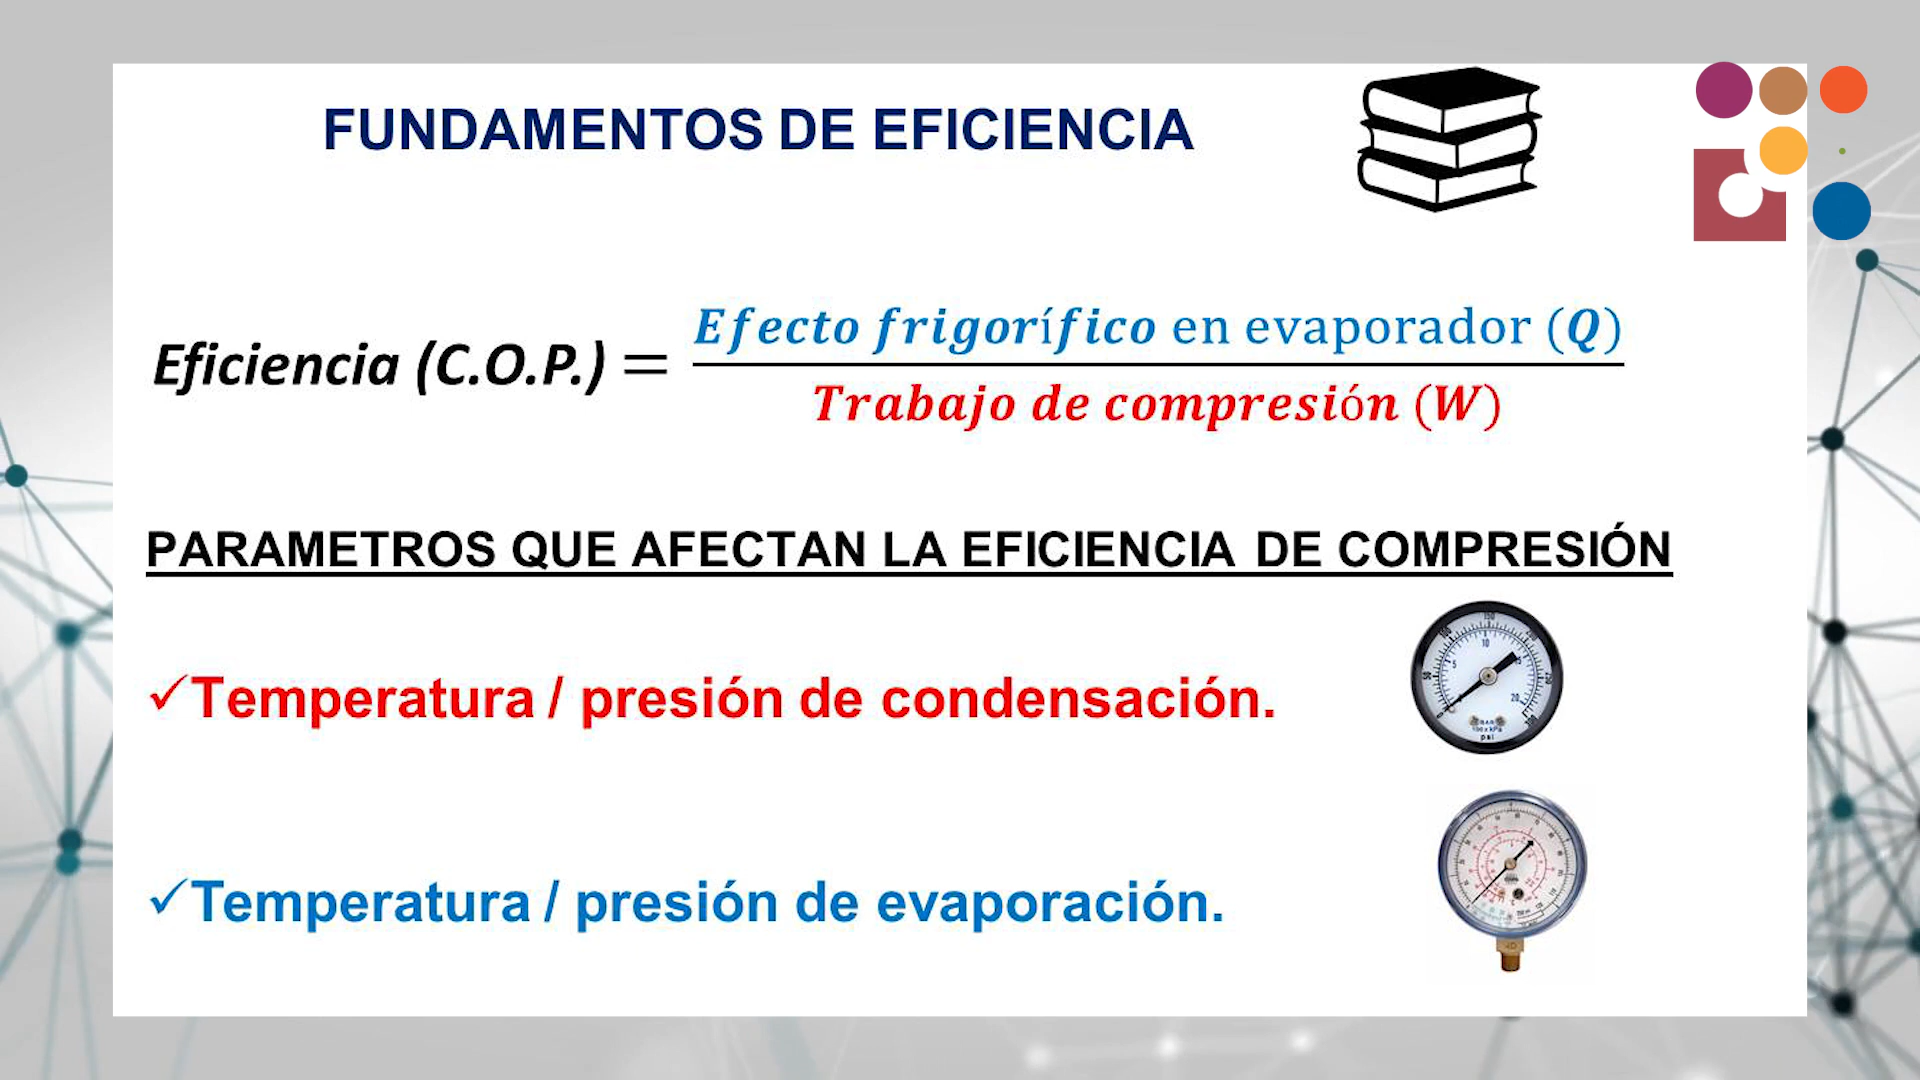 FUNDAMENTOS DE EFICIENCIA
Eficiencia (C.O.P.) = Efecto frigorífico en evaporador (Q)
Trabajo de compresión (W)
PARAMETROS QUE AFECTAN LA EFICIENCIA DE COMPRESIÓN
✓Temperatura / presión de condensación.
✓Temperatura / presión de evaporación.